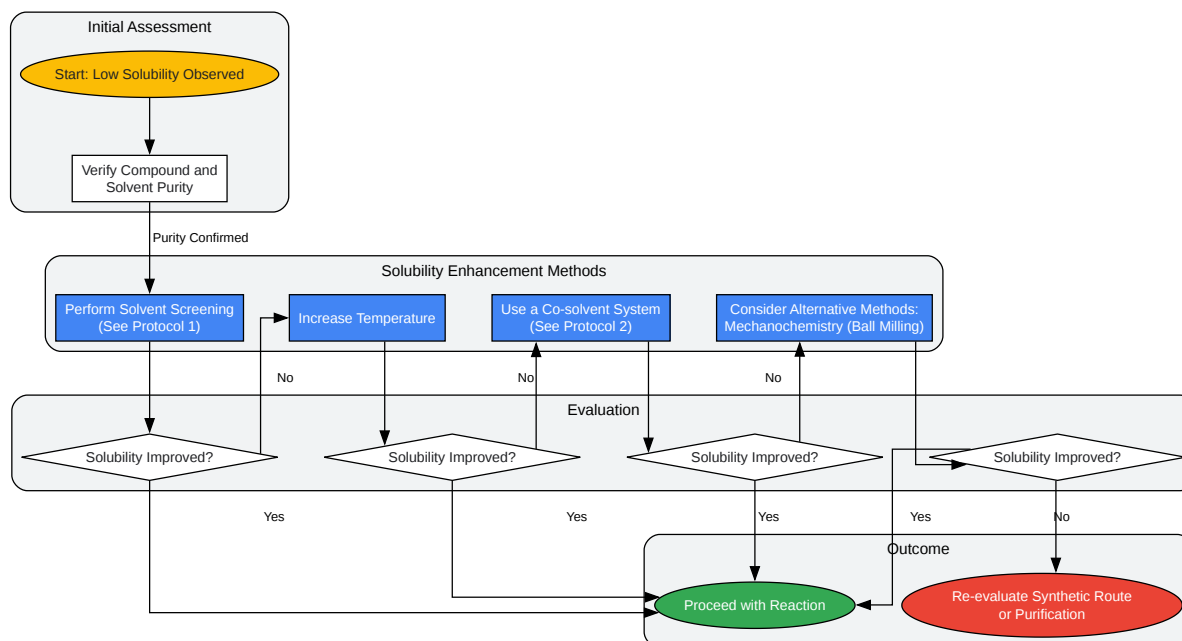 Initial Assessment
Start: Low Solubility Observed
Verify Compound and
Solvent Purity
Purity Confirmed
Solubility Enhancement Methods
Perform Solvent Screening
(See Protocol 1)
Increase Temperature
Use a Co-solvent System
(See Protocol 2)
Consider Alternative Methods:
Mechanochemistry (Ball Milling)
No
No
No
Evaluation
Solubility Improved?
Solubility Improved?
Solubility Improved?
Solubility Improved?
Yes
Yes
Yes
Yes
No
Outcome
Proceed with Reaction
Re-evaluate Synthetic Route
or Purification